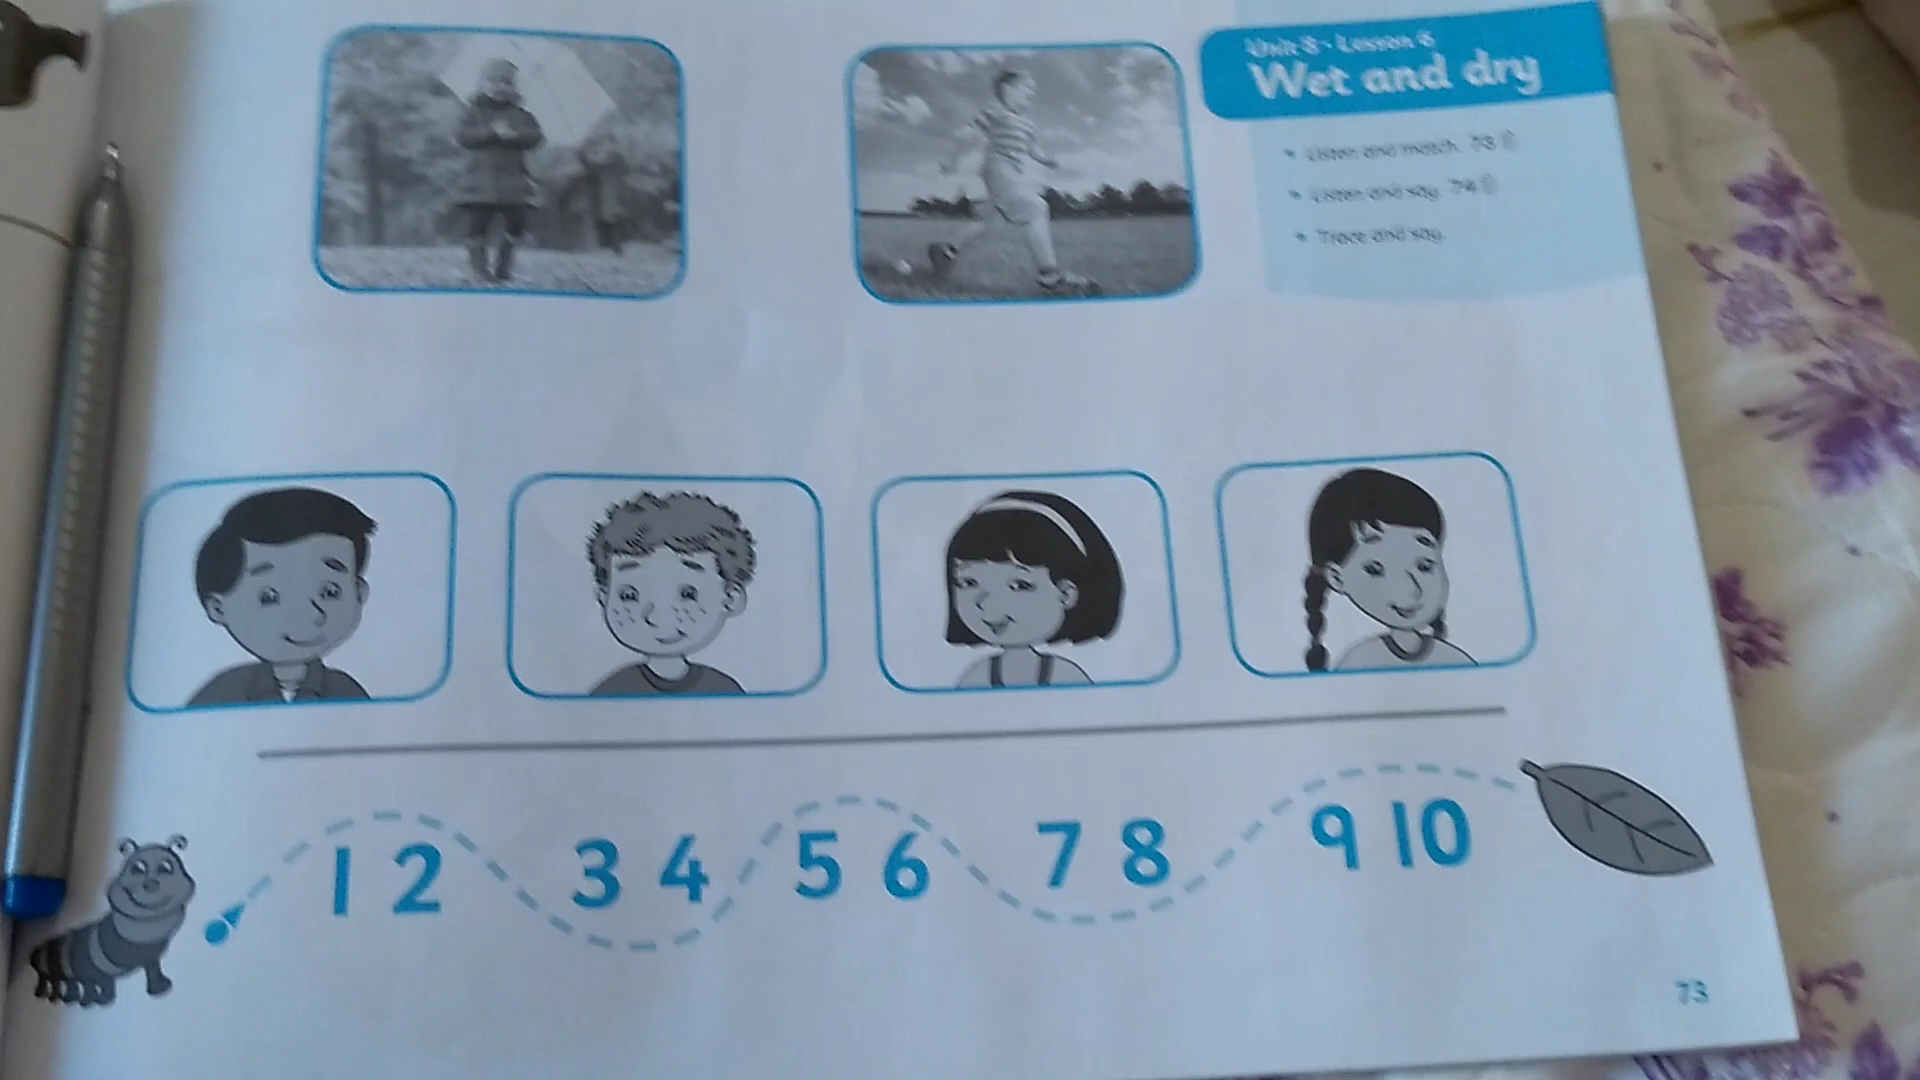 Unit 8 · Lesson 6
Wet and dry
• Listen and match. 73
• Listen and say. 74
• Trace and say.
1 2 3 4 5 6 7 8 9 10
73